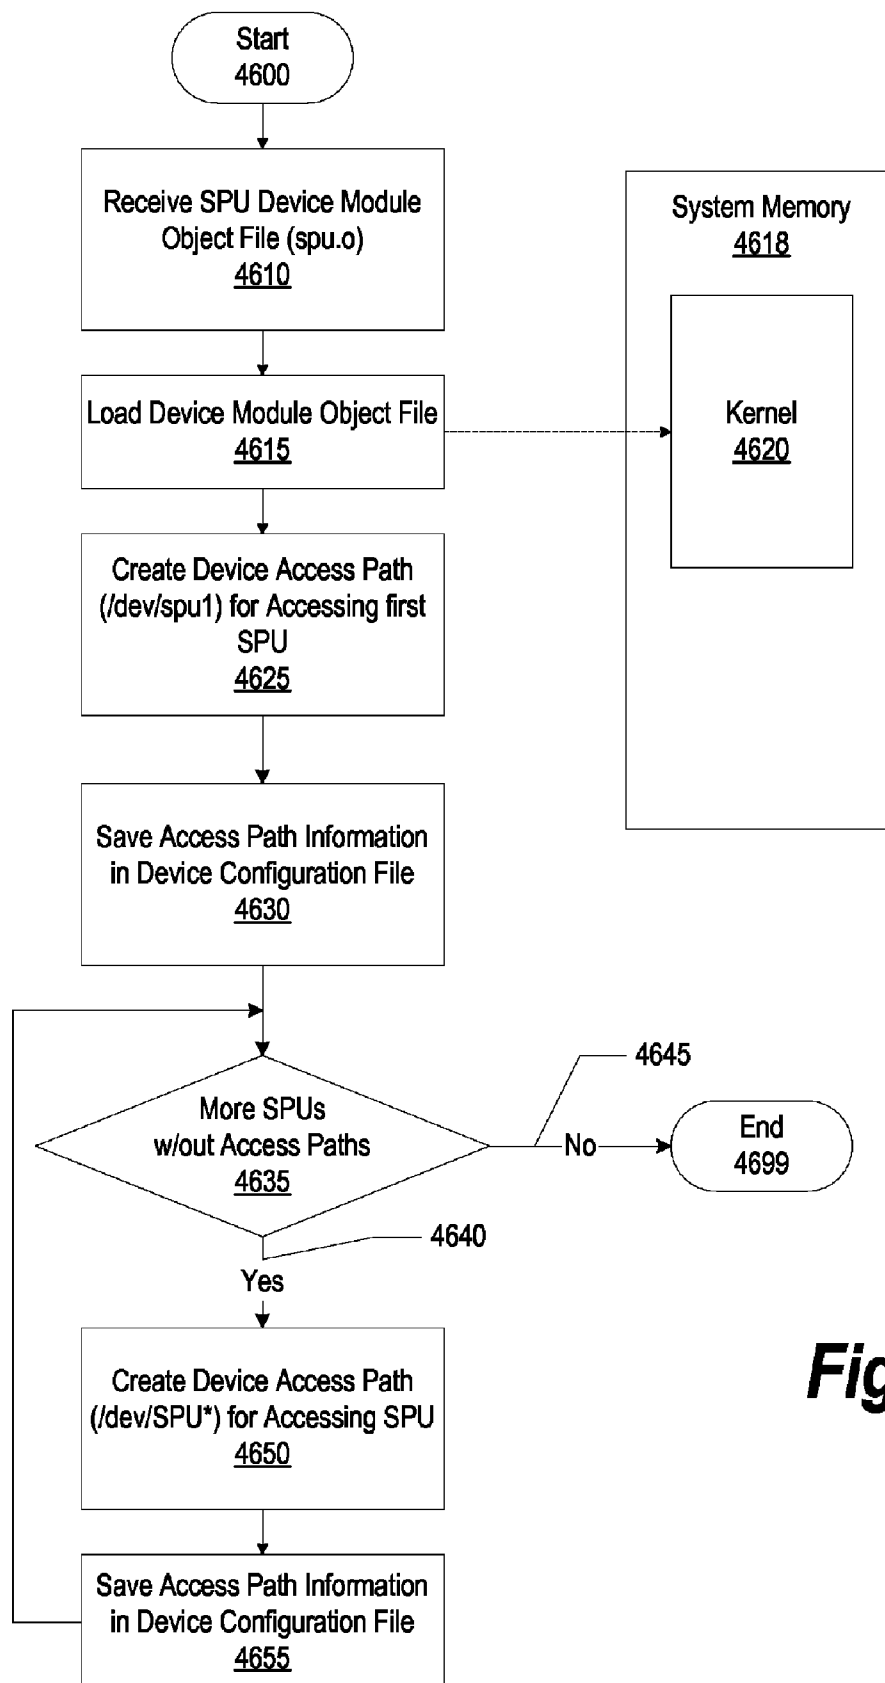 Start
4600
Receive SPU Device Module
Object File (spu.o)
4610
System Memory
4618
Load Device Module Object File
4615
Kernel
4620
Create Device Access Path
(/dev/spu1) for Accessing first
SPU
4625
Save Access Path Information
in Device Configuration File
4630
More SPUs
w/out Access Paths
4635
4645
No
End
4699
4640
Yes
Create Device Access Path
(/dev/SPU*) for Accessing SPU
4650
Fig
Save Access Path Information
in Device Configuration File
4655